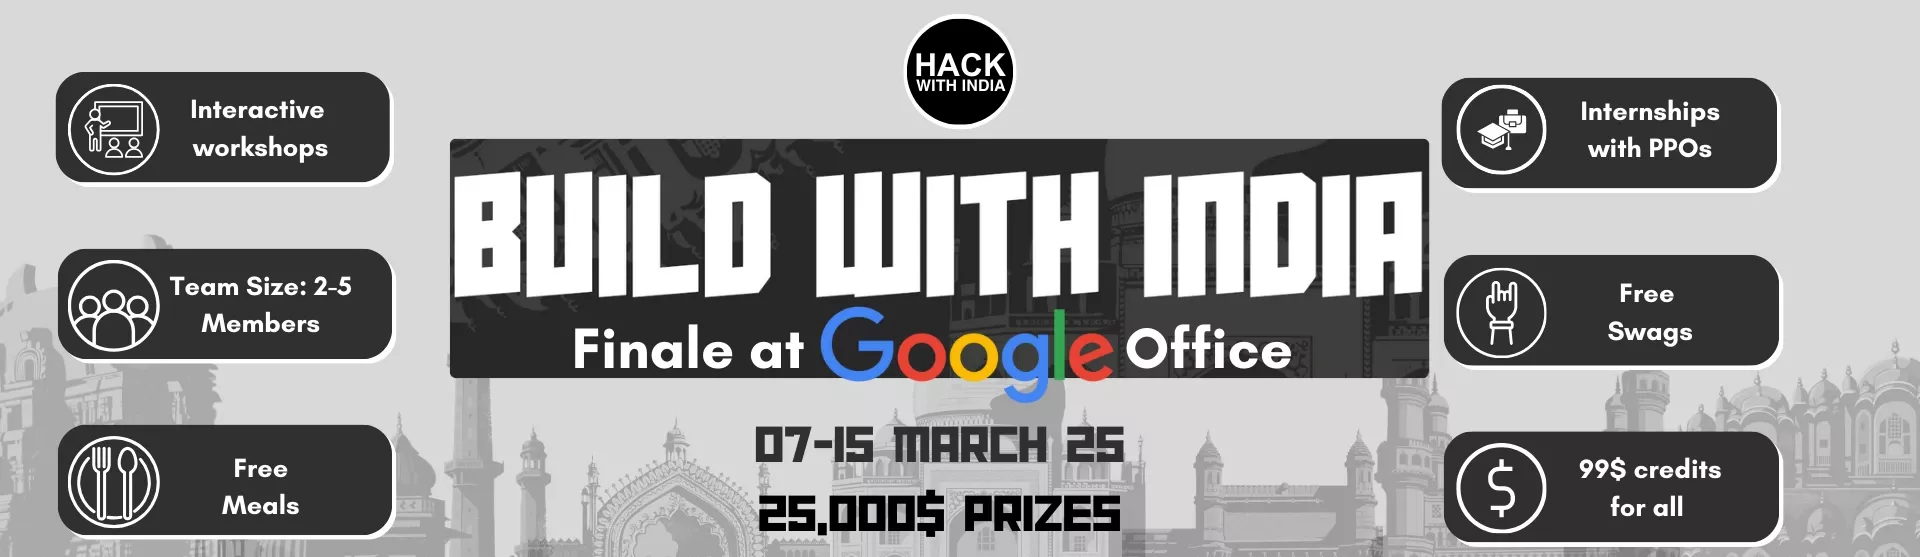 HACK
WITH INDIA
Interactive
workshops
Team Size: 2-5
Members
Free
Meals
BUILD WITH INDIA
Finale at Google Office
07-15 MARCH 25
25,000$ PRIZES
Internships
with PPOs
Free
Swags
99$ credits
for all